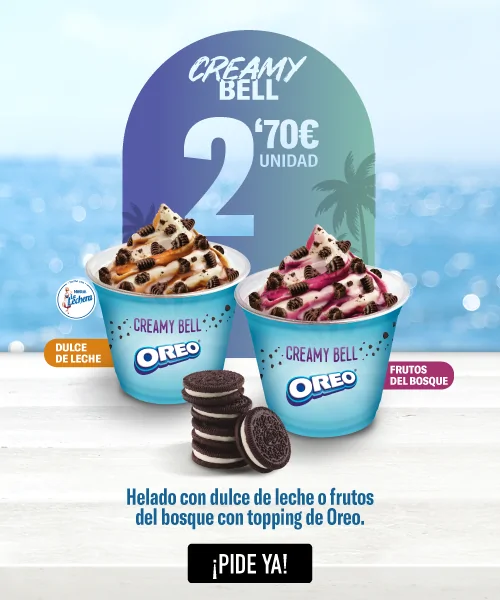 CREAMY
BELL
2'70€
UNIDAD
Nestlé
La Lechera
DULCE
DE LECHE
CREAMY BELL
OREO
CREAMY BELL
OREO
FRUTOS
DEL BOSQUE
Helado con dulce de leche o frutos
del bosque con topping de Oreo.
¡PIDE YA!